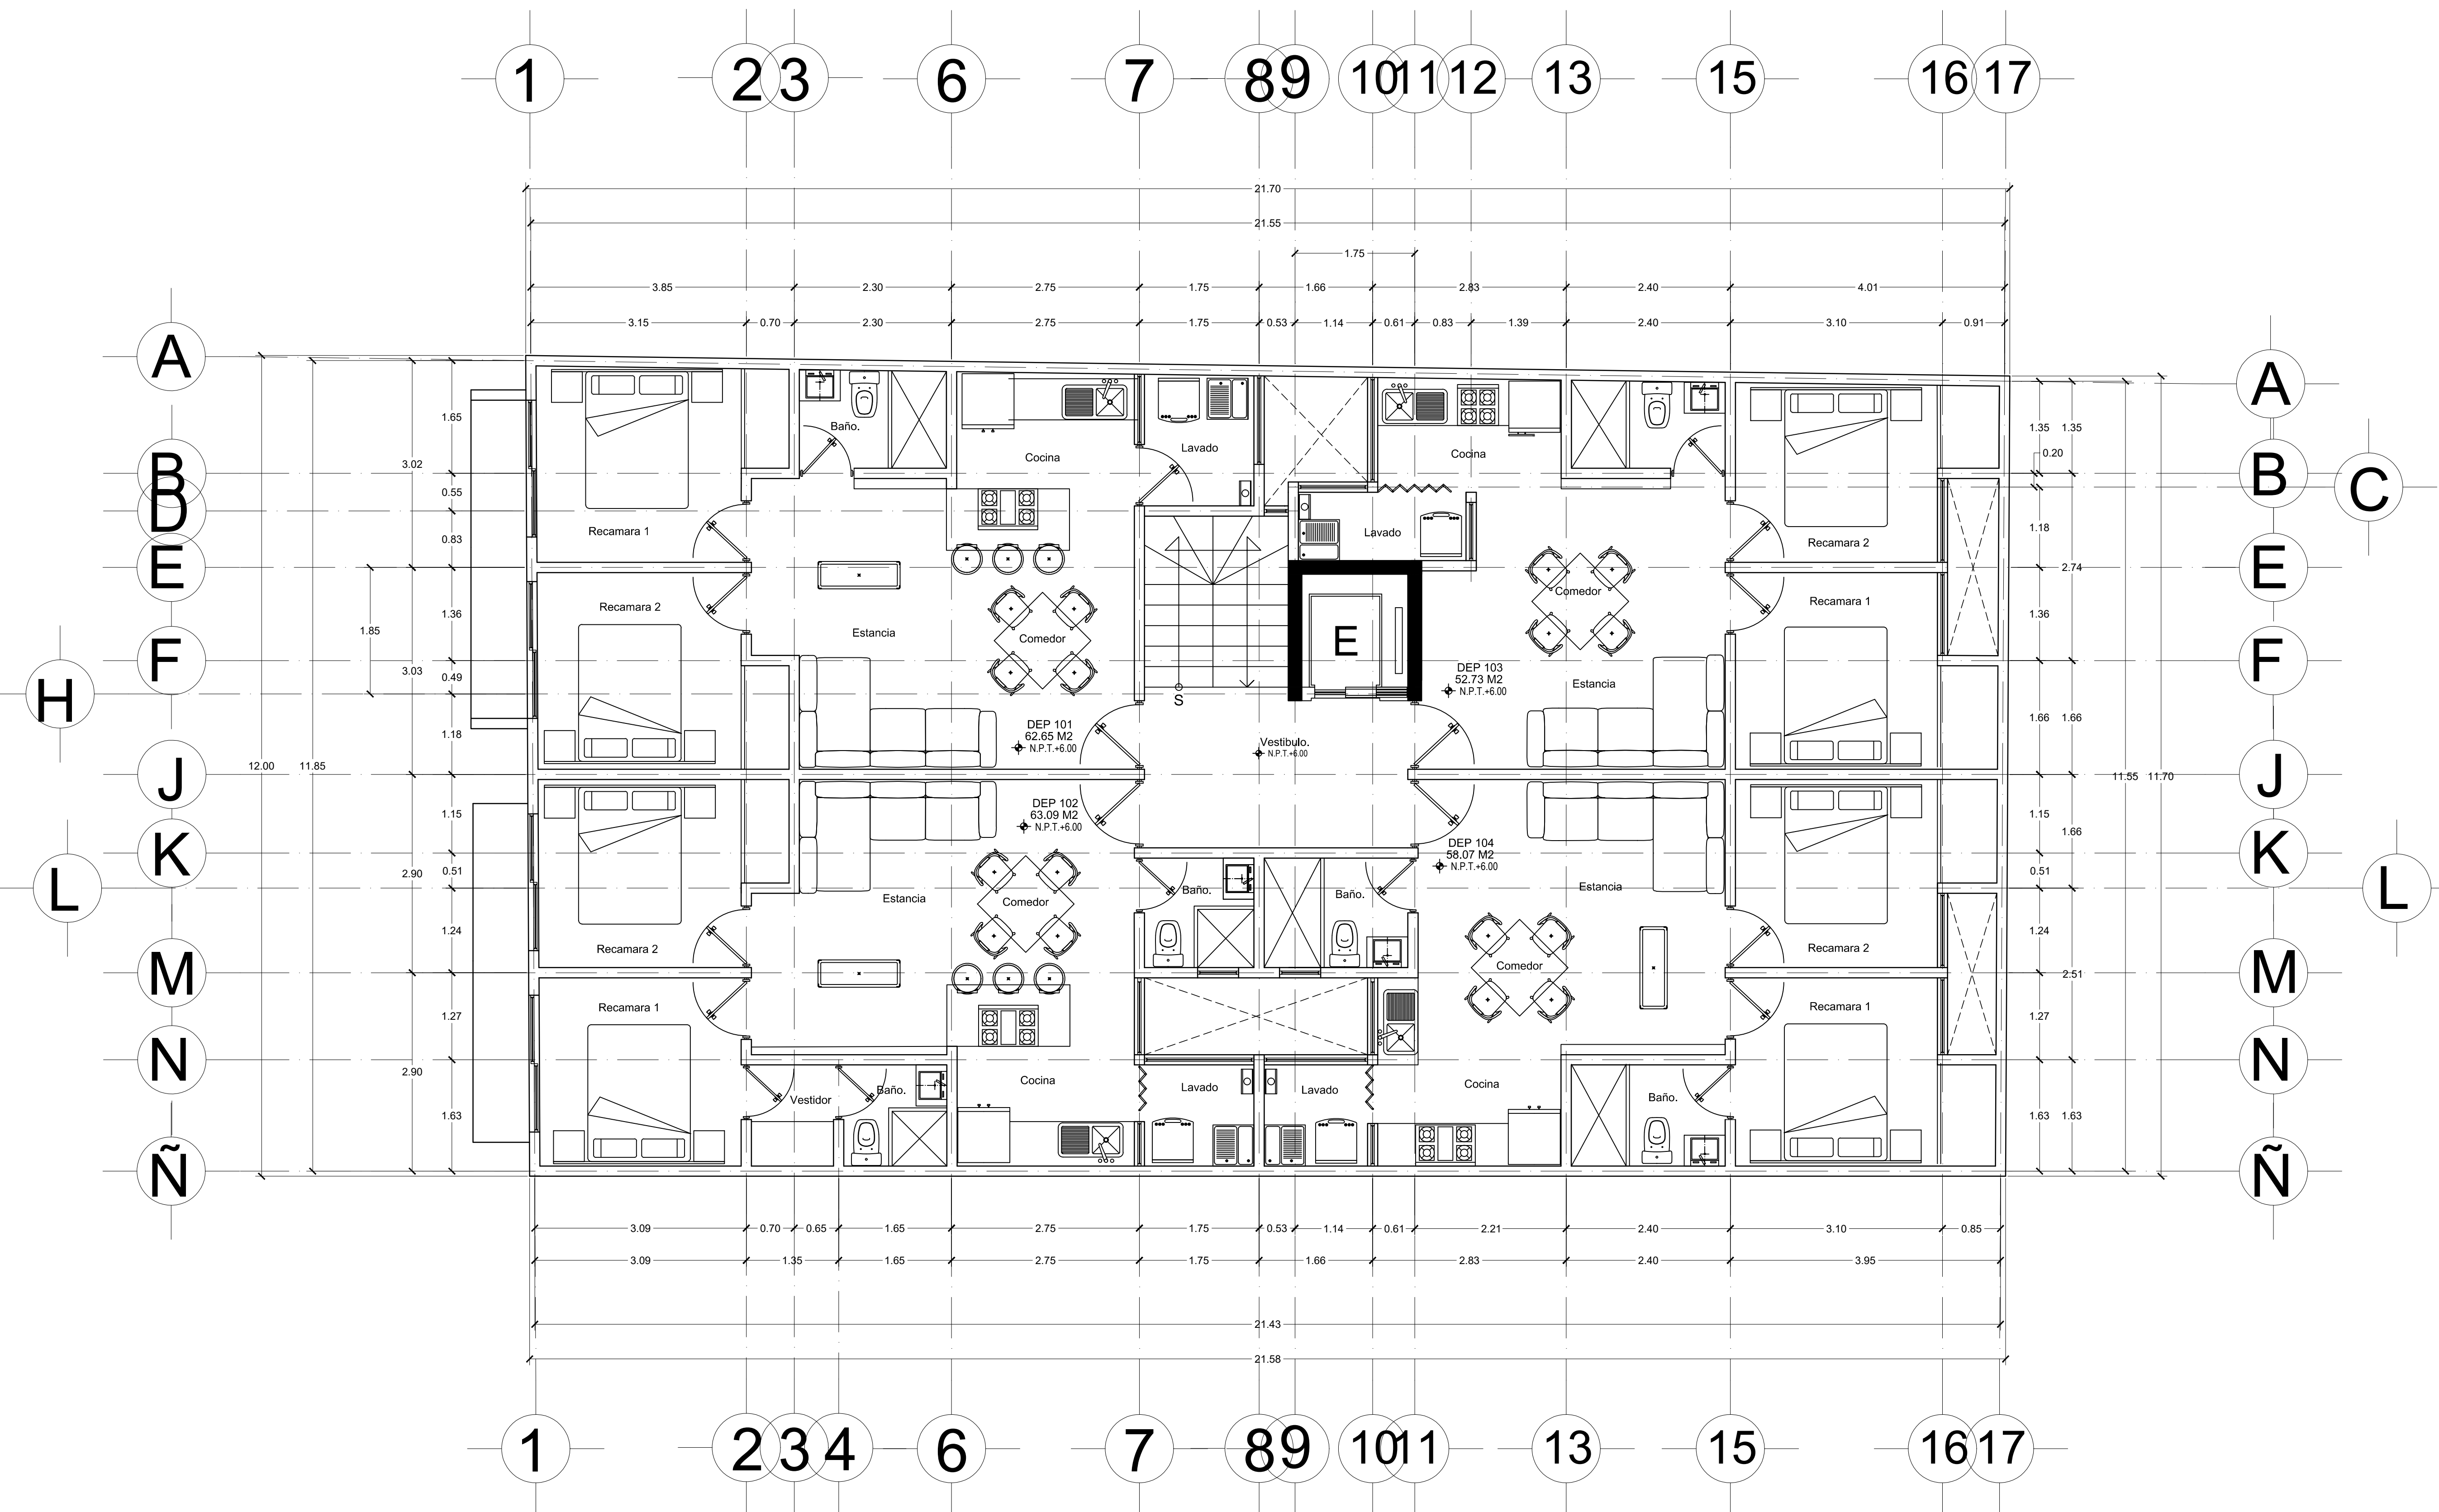 1 2 3 6 7 8 9 10 11 12 13 15 16 17
21.70
21.55
1.75
3.85 2.30 2.75 1.75 1.66 2.83 2.40 4.01
3.15 0.70 2.30 2.75 1.75 0.53 1.14 0.61 0.83 1.39 2.40 3.10 0.91
A
B
D
E
F
H
J
K
L
M
N
Ñ
12.00
11.85
1.85
3.02
3.03
2.90
2.90
1.65
0.55
0.83
1.36
0.49
1.18
1.15
0.51
1.24
1.27
1.63
Recamara 1
Baño.
Cocina
Lavado
Recamara 2
Estancia
Comedor
DEP 101
62.65 M2
N.P.T.+6.00
S
E
Vestibulo.
N.P.T.+6.00
Cocina
Lavado
Comedor
Recamara 2
Recamara 1
DEP 103
52.73 M2
N.P.T.+6.00
Estancia
DEP 102
63.09 M2
N.P.T.+6.00
Estancia
Comedor
Recamara 2
Recamara 1
Vestidor
Baño.
Cocina
Lavado
Baño.
Baño.
Lavado
DEP 104
58.07 M2
N.P.T.+6.00
Estancia
Comedor
Cocina
Baño.
Recamara 2
Recamara 1
1.35
0.20
1.18
1.36
1.66
1.15
0.51
1.24
1.27
1.63
1.35
2.74
1.66
1.66
2.51
1.63
11.55
11.70
A
B
C
E
F
J
K
L
M
N
Ñ
3.09 0.70 0.65 1.65 2.75 1.75 0.53 1.14 0.61 2.21 2.40 3.10 0.85
3.09 1.35 1.65 2.75 1.75 1.66 2.83 2.40 3.95
21.43
21.58
1 2 3 4 6 7 8 9 10 11 13 15 16 17